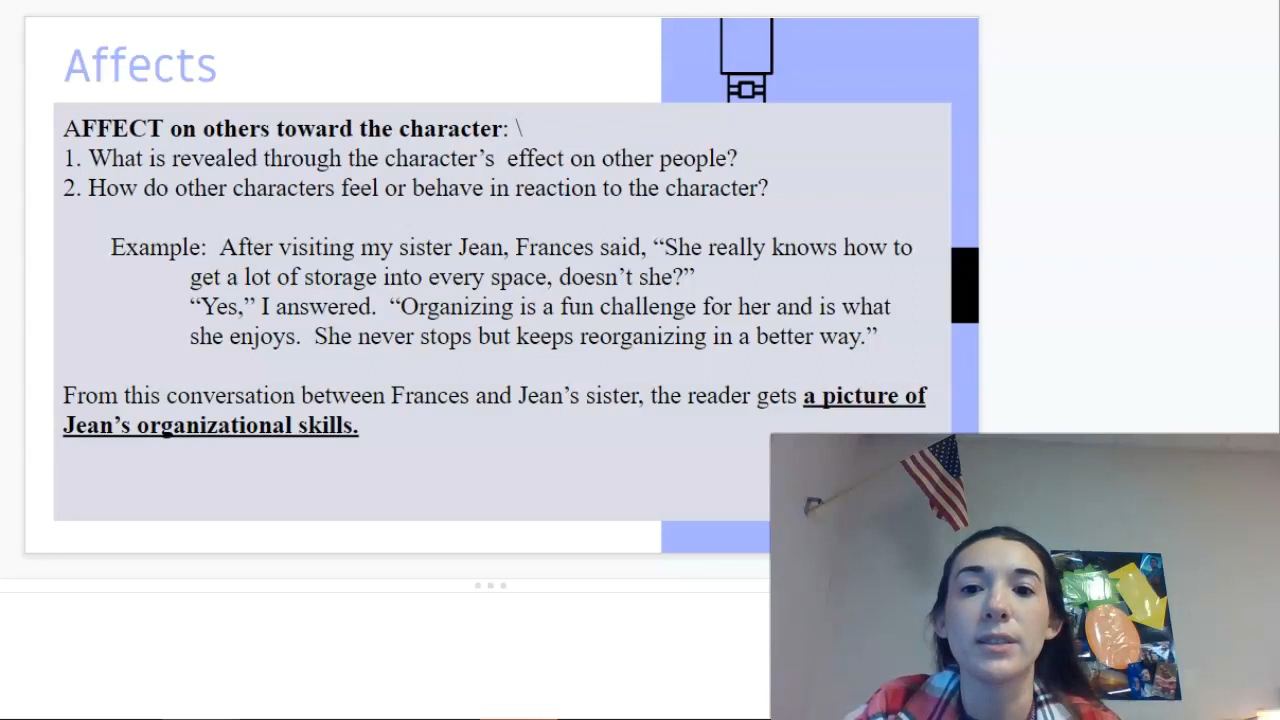 Affects
AFFECT on others toward the character: \
1. What is revealed through the character’s  effect on other people?
2. How do other characters feel or behave in reaction to the character?
Example:  After visiting my sister Jean, Frances said, “She really knows how to
get a lot of storage into every space, doesn’t she?”
“Yes,” I answered.  “Organizing is a fun challenge for her and is what
she enjoys.  She never stops but keeps reorganizing in a better way.”
From this conversation between Frances and Jean’s sister, the reader gets a picture of
Jean’s organizational skills.